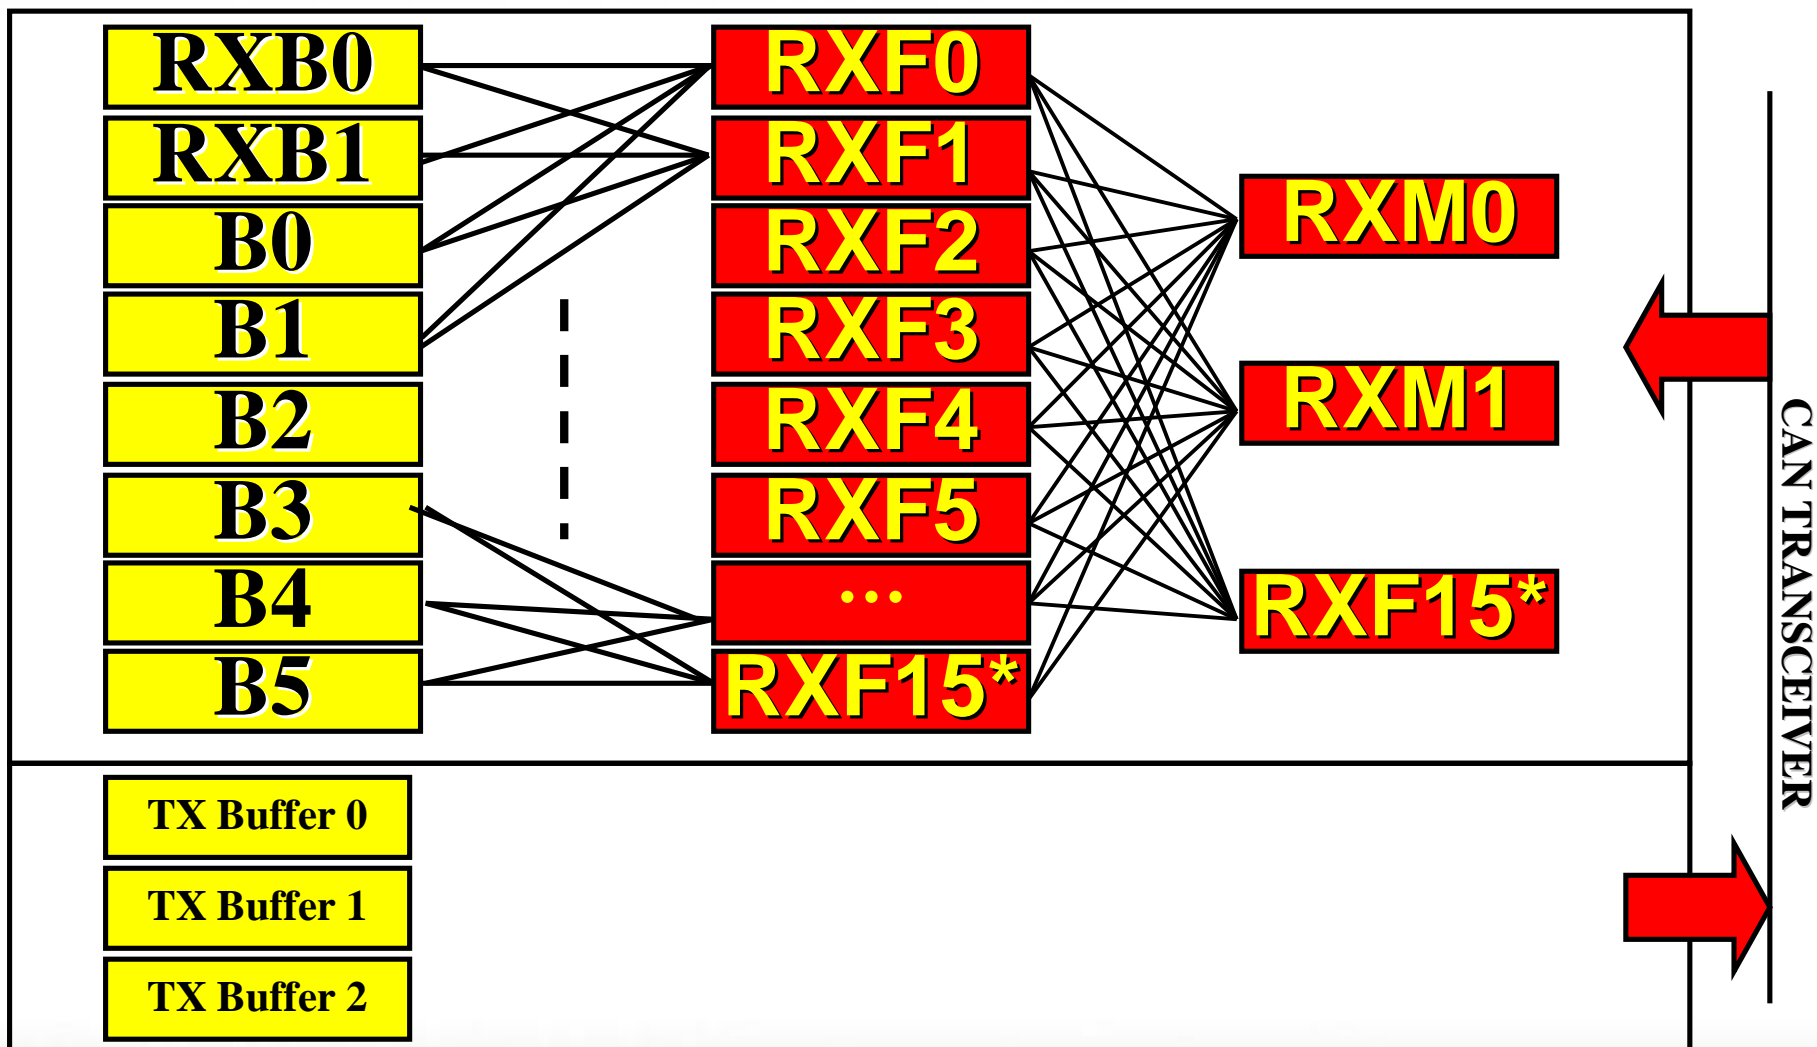 RXB0
RXB1
B0
B1
B2
B3
B4
B5
RXF0
RXF1
RXF2
RXF3
RXF4
RXF5
...
RXF15*
RXM0
RXM1
RXF15*
CAN TRANSCEIVER
TX Buffer 0
TX Buffer 1
TX Buffer 2